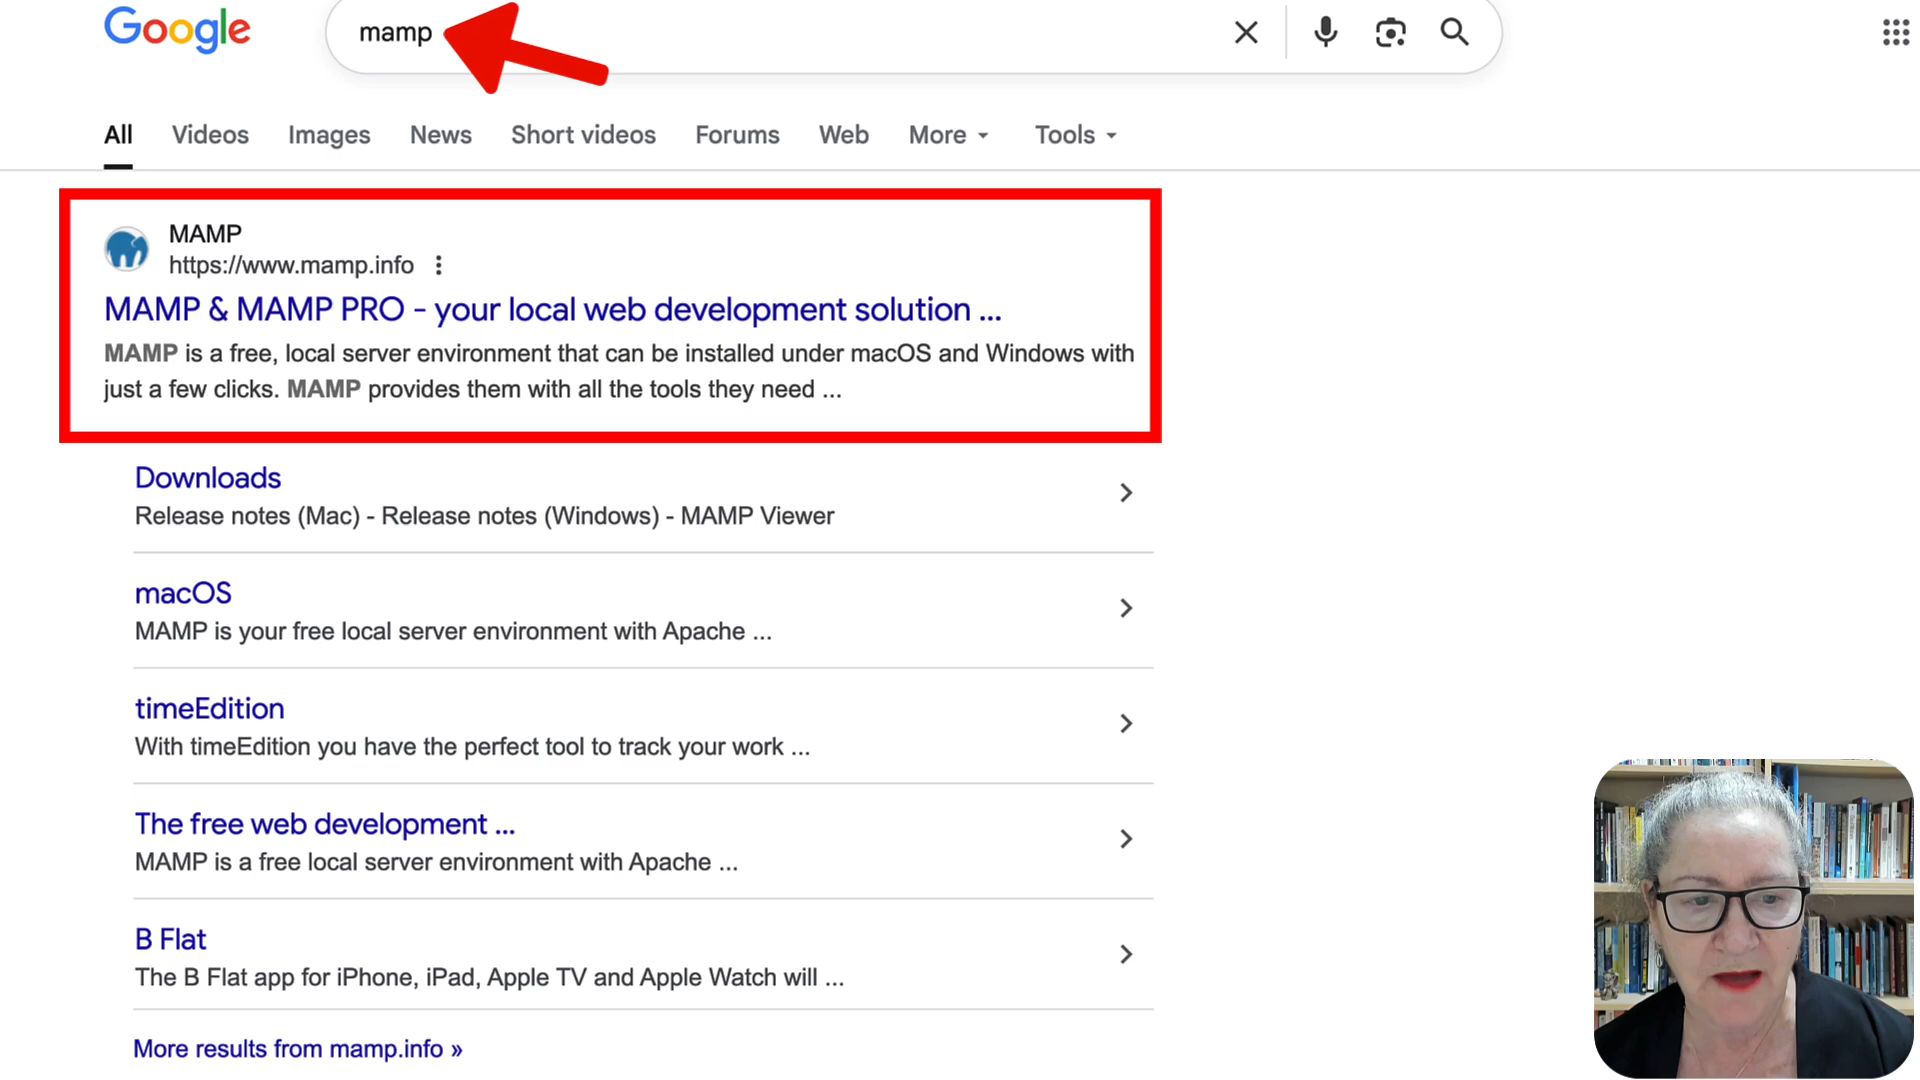 Google
mamp
All Videos Images News Short videos Forums Web More Tools
MAMP
https://www.mamp.info
MAMP & MAMP PRO - your local web development solution ...
MAMP is a free, local server environment that can be installed under macOS and Windows with
just a few clicks. MAMP provides them with all the tools they need ...
Downloads
Release notes (Mac) - Release notes (Windows) - MAMP Viewer
macOS
MAMP is your free local server environment with Apache ...
timeEdition
With timeEdition you have the perfect tool to track your work ...
The free web development ...
MAMP is a free local server environment with Apache ...
B Flat
The B Flat app for iPhone, iPad, Apple TV and Apple Watch will ...
More results from mamp.info »